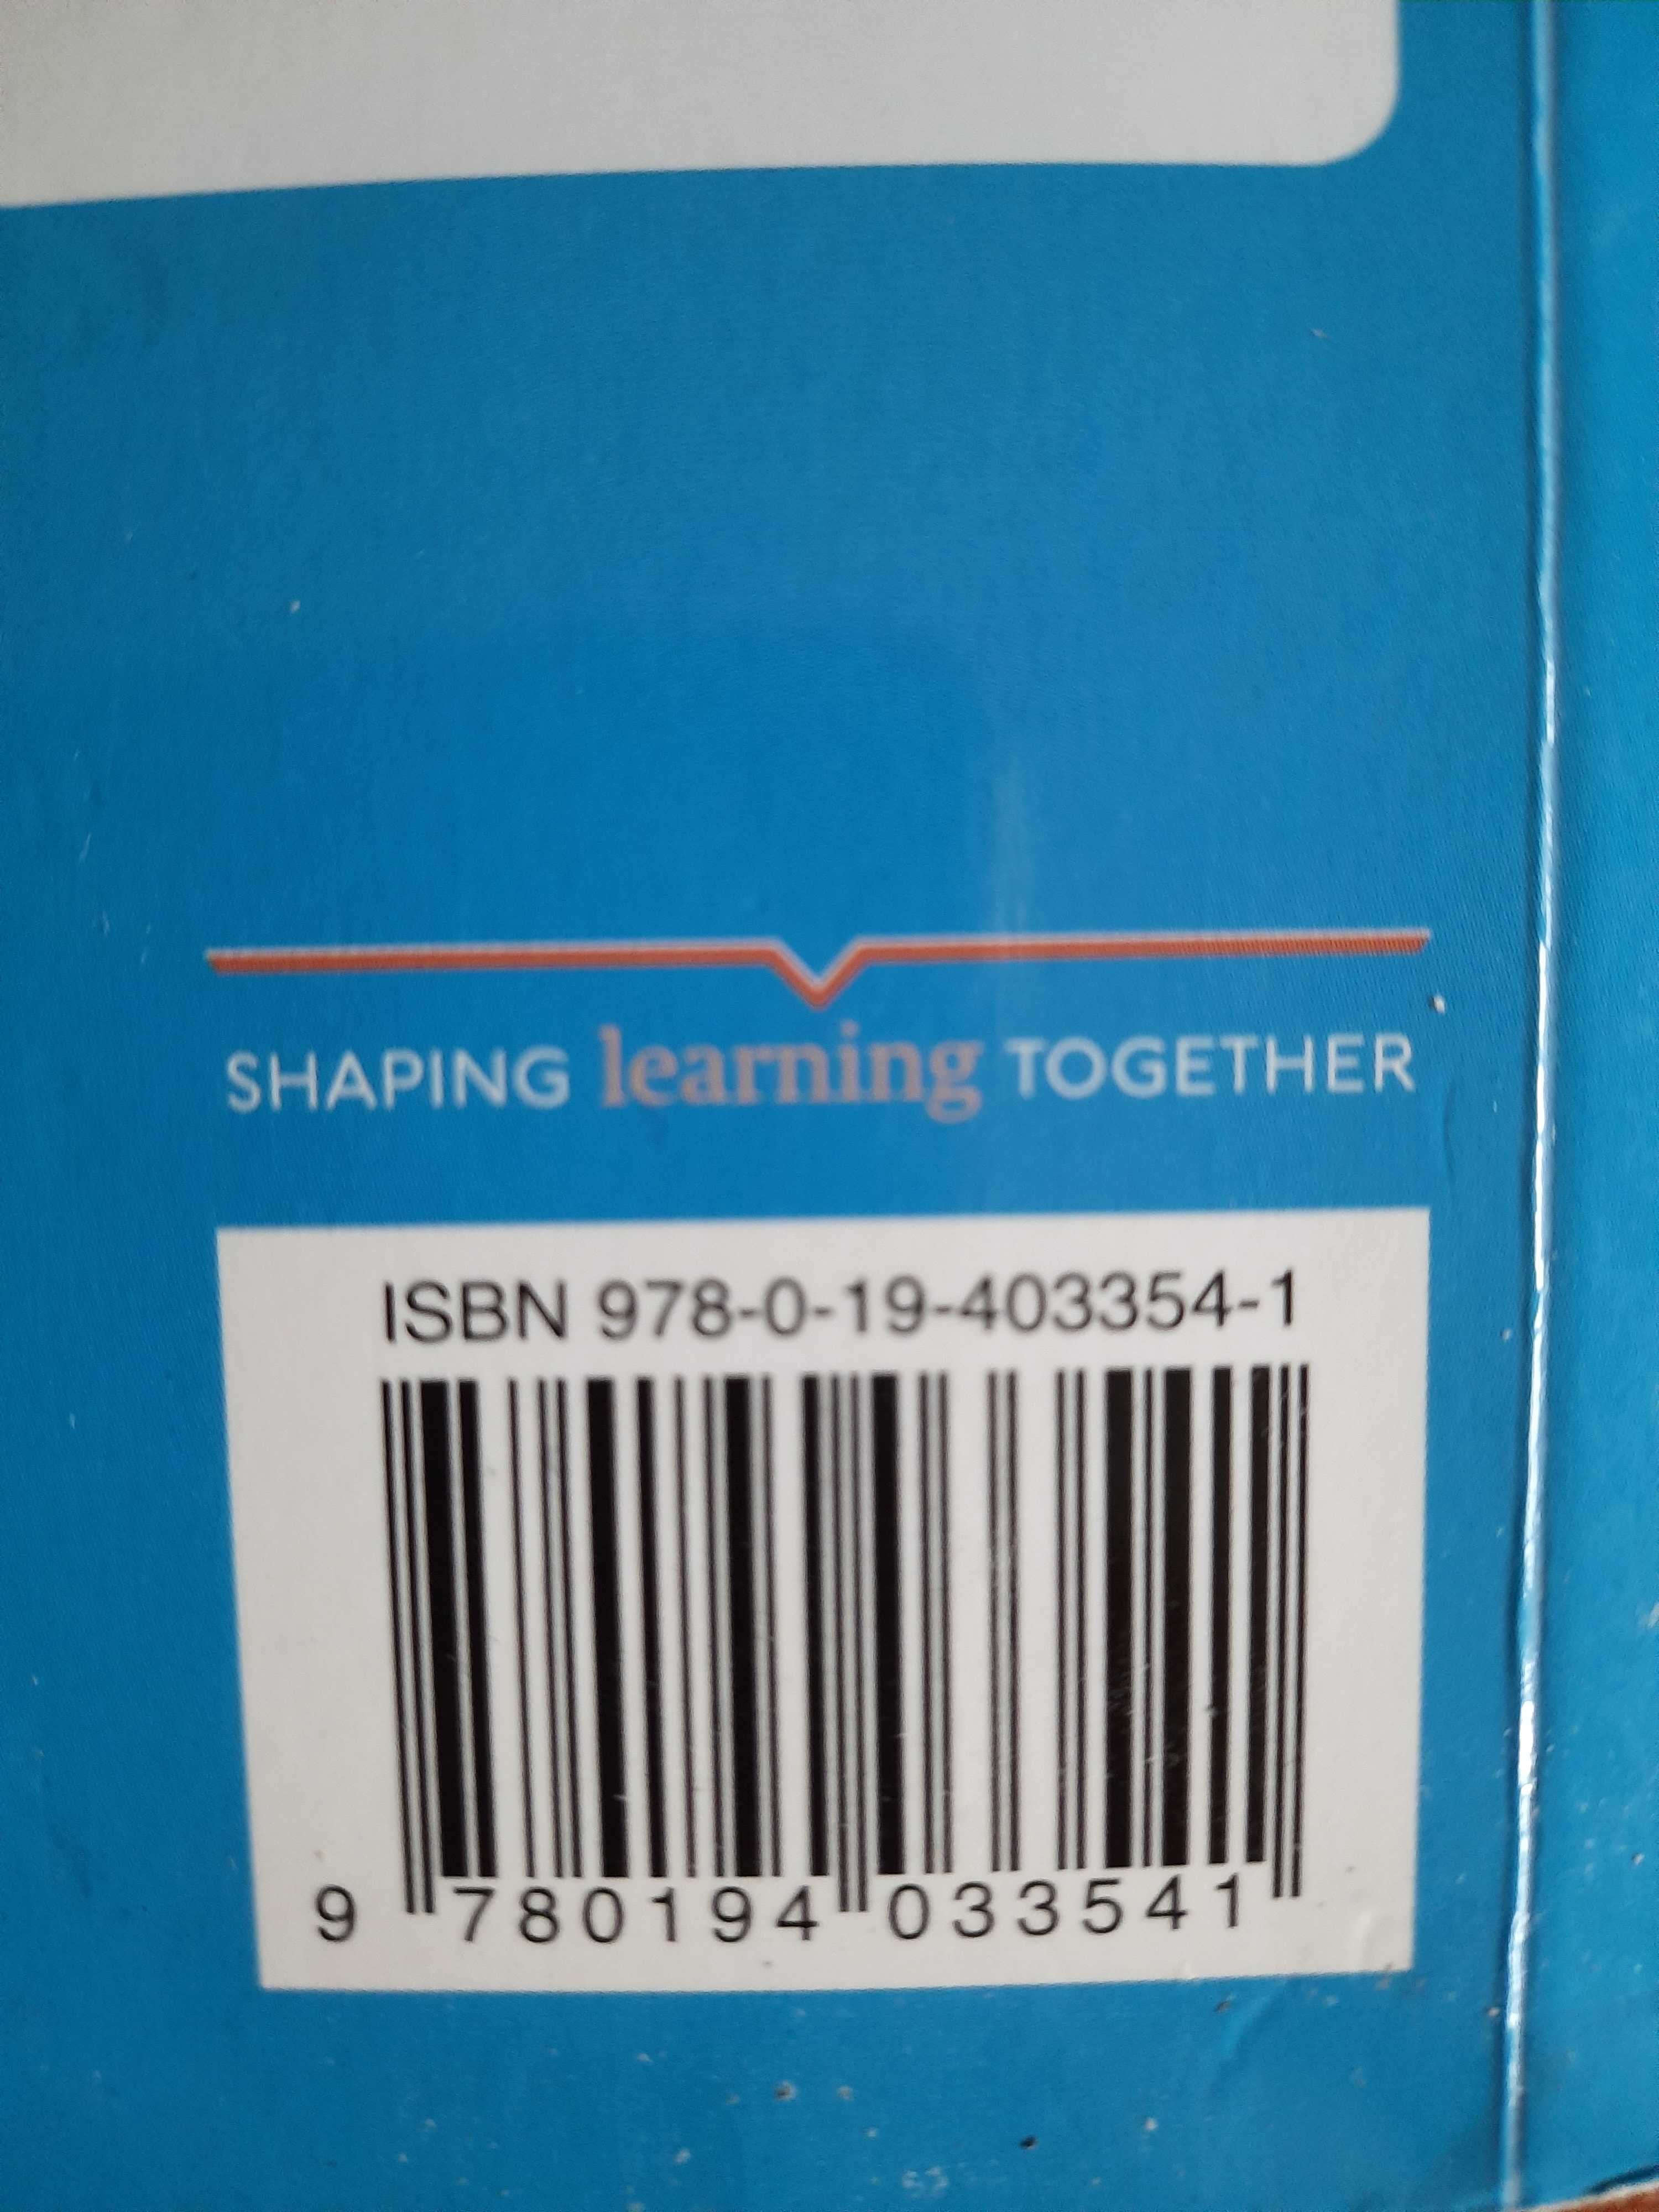 SHAPING learning TOGETHER
ISBN 978-0-19-403354-1
9 780194 033541